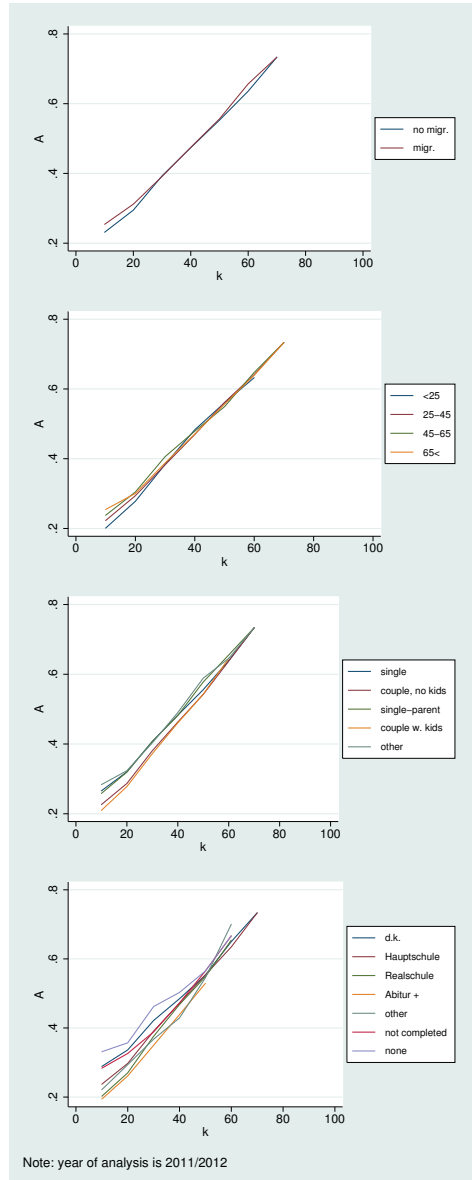 .8
.6
.4
.2
A
0 20 40 60 80 100
k
no migr.
migr.
.8
.6
.4
.2
A
0 20 40 60 80 100
k
<25
25–45
45–65
65<
.8
.6
.4
.2
A
0 20 40 60 80 100
k
single
couple, no kids
single–parent
couple w. kids
other
.8
.6
.4
.2
A
0 20 40 60 80 100
k
d.k.
Hauptschule
Realschule
Abitur +
other
not completed
none
Note: year of analysis is 2011/2012